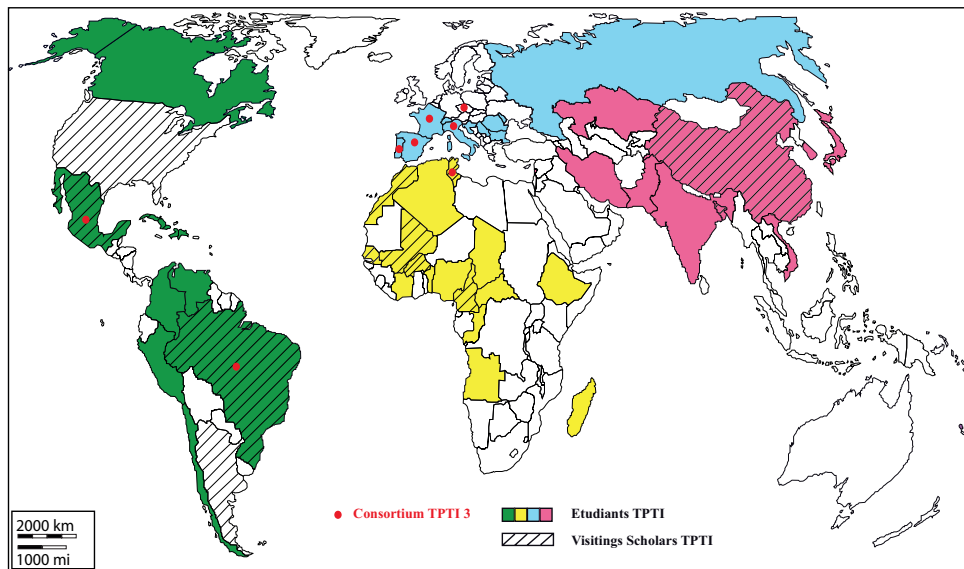 Consortium TPTI 3
Etudiants TPTI
Visitings Scholars TPTI
2000 km
1000 mi